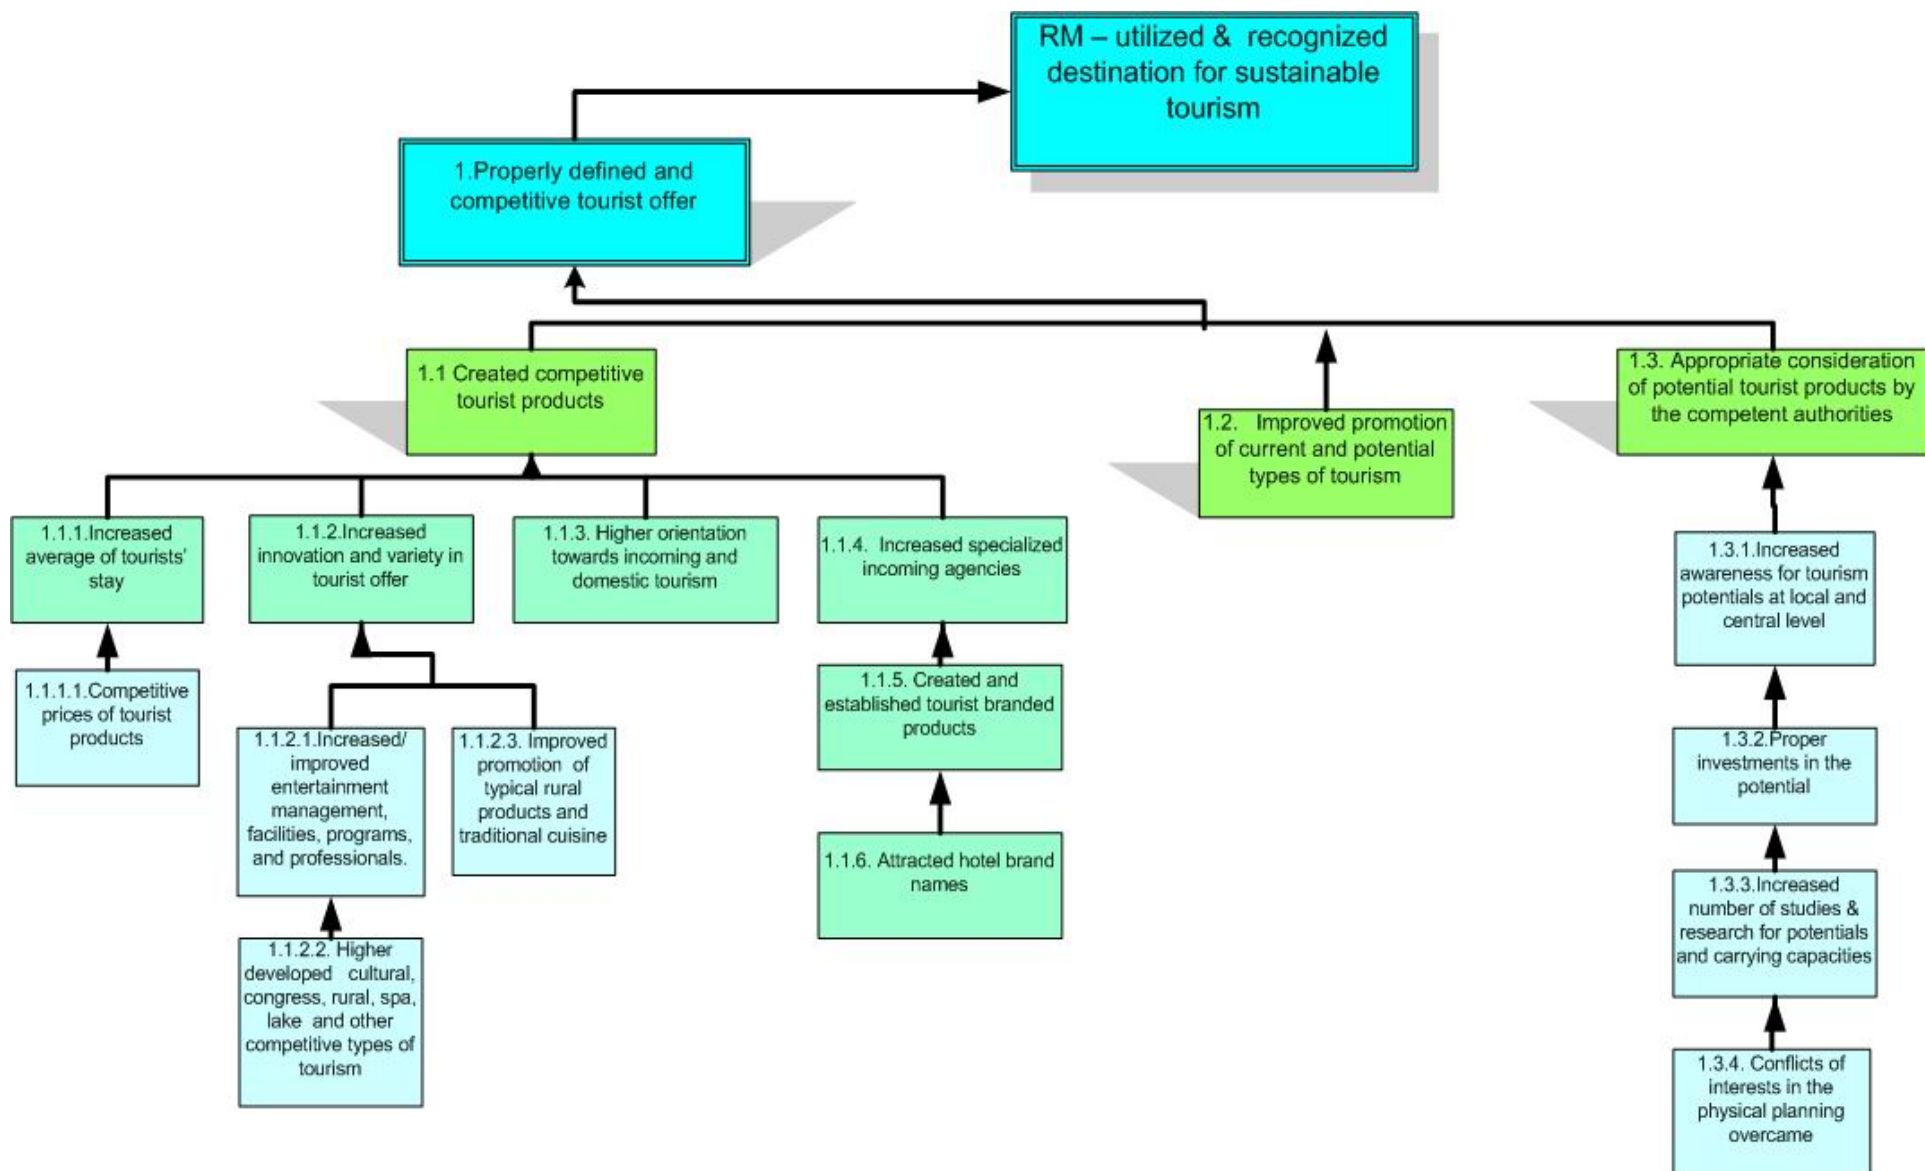 RM – utilized & recognized
destination for sustainable
tourism
1.Properly defined and
competitive tourist offer
1.1 Created competitive
tourist products
1.2. Improved promotion
of current and potential
types of tourism
1.3. Appropriate consideration
of potential tourist products by
the competent authorities
1.1.1.Increased
average of tourists'
stay
1.1.2.Increased
innovation and variety in
tourist offer
1.1.3. Higher orientation
towards incoming and
domestic tourism
1.1.4. Increased specialized
incoming agencies
1.3.1.Increased
awareness for tourism
potentials at local and
central level
1.1.1.1.Competitive
prices of tourist
products
1.1.2.1.Increased/
improved
entertainment
management,
facilities, programs,
and professionals.
1.1.2.3. Improved
promotion of
typical rural
products and
traditional cuisine
1.1.5. Created and
established tourist branded
products
1.3.2.Proper
investments in the
potential
1.1.6. Attracted hotel brand
names
1.3.3.Increased
number of studies &
research for potentials
and carrying capacities
1.1.2.2. Higher
developed cultural,
congress, rural, spa,
lake and other
competitive types of
tourism
1.3.4. Conflicts of
interests in the
physical planning
overcame